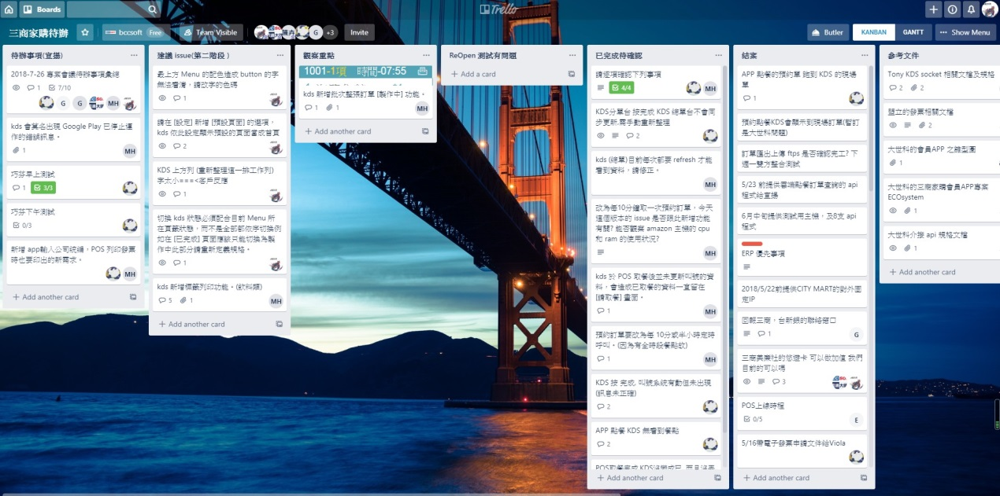 Boards
Trello
三商家購待辦
bccsoft Free
Team Visible
G
+3
Invite
Butler
KANBAN
GANTT
Show Menu
待辦事項(宣揚)
2018-7-26 專案會議待辦事項彙總
1
7/10
G
G
MH
kds 會莫名出現 Google Play 已停止運
作的錯誤訊息。
1
MH
巧芬早上測試
1
3/3
巧芬下午測試
0/3
新增 app輸入公司統編，POS 列印發票
時也要印出的新需求。
MH
Add another card
建議 issue(第二階段 )
最上方 Menu 的配色造成 button 的字
無法看清，請改字的色碼
1
請在 [設定] 新增 [預設頁面] 的選項，
kds 依此設定顯示預設的頁面當成首頁
2
KDS 上方列 (重新整理這一排工作列)
字太小===<客戶反應
1
切換 kds 狀態必須配合目前 Menu 所
在頁籤狀態，而不是全部都依序切換例
如在 [已完成] 頁面應該只能切換為製
作中此部分請重新定義規格。
1
kds 新增標籤列印功能。(飲料類)
5
1
MH
Add another card
觀察重點
1001-1項 時間-07:55
kds 新增批次整張訂單 [製作中] 功能。
1
1
MH
Add another card
ReOpen 測試有問題
Add a card
已完成待確認
請逐項確認下列事項
4/4
MH
KDS分單台 按完成 KDS 總單台不會同
步更新,需手動重新整理
2
kds (總單)目前每次都要 refresh 才能
看到資料，請修正。
MH
改為每10分鐘取一次預約訂單，今天
這個版本的 issue 是否跟此新增功能
有關? 能否觀察 amazon 主機的 cpu
和 ram 的使用狀況?
MH
kds 於 POS 取餐後並未更新叫號的資
料，會造成已取餐的資料一直留在
[請取餐] 畫面。
1
MH
預約訂單要改為每 10分或半小時定時
呼叫。(因為有全時段餐點故)
1
MH
KDS 按 完成, 叫號系統有動但未出現
(訊息未正確)
2
APP 點餐 KDS 無看到餐點
2
Add another card
結案
APP 點餐的預約單 跑到 KDS 的現場
單
1
預約點餐KDS會顯示到現場訂單(暫訂
是大世科問題)
訂單匯出上傳 ftps 是否確認完工? 下
週一雙方整合測試
5/23 前提供雲端點餐訂單查詢的 api
程式給宣揚
6月中旬提供測試用主機，及8支 api
程式
ERP 優先事項
2018/5/22前提供CITY MART的對外固
定IP
回報三商，台新銀的聯絡窗口
1
G
三商美廉社的悠遊卡 可以做加值 我們
目前的可以嗎
3
POS上線時程
0/5
E
5/16帶電子發票申請文件給Viola
Add another card
參考文件
Tony KDS socket 相關文檔及規格
2
2
盟立的發票相關文檔
2
大世科的會員APP 之雛型圖
1
大世科的三商家購會員APP專案
ECOsystem
1
大世科介接 api 規格文檔
1
Add another card